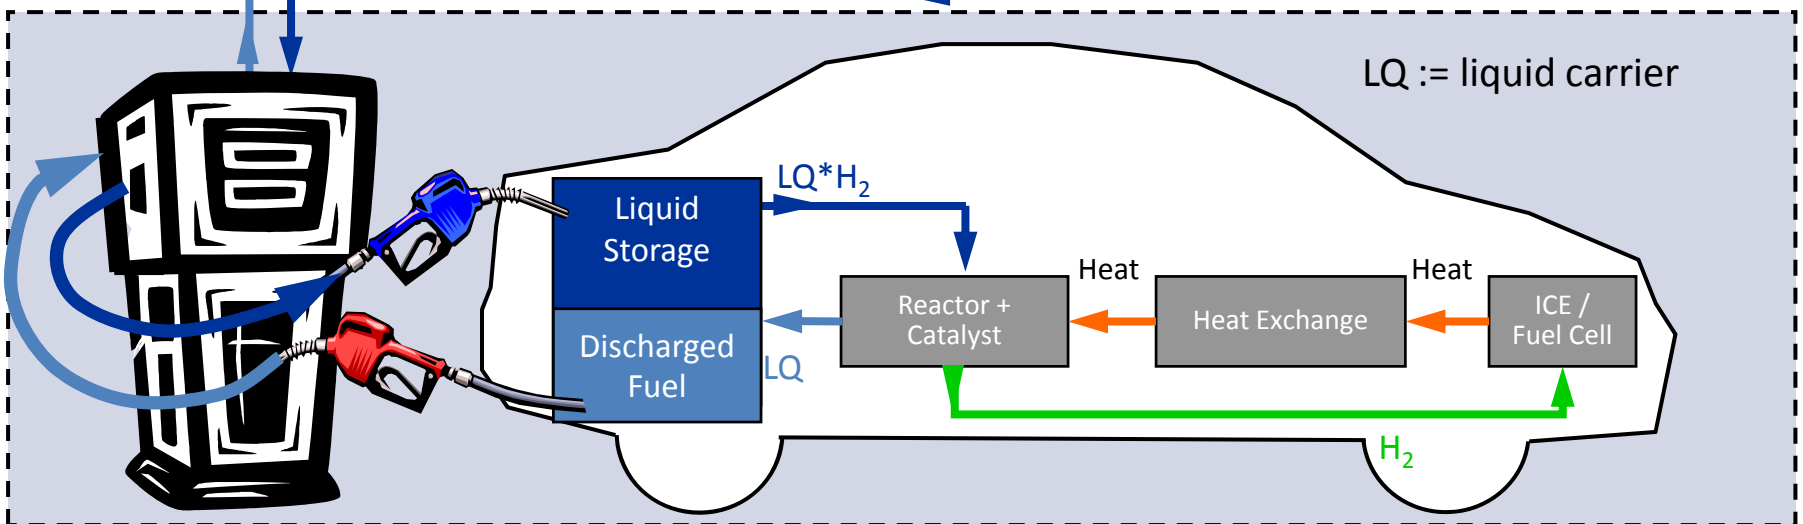 LQ := liquid carrier
LQ*H₂
Liquid
Storage
Heat
Heat
Reactor +
Catalyst
Heat Exchange
ICE /
Fuel Cell
Discharged
Fuel
LQ
H₂